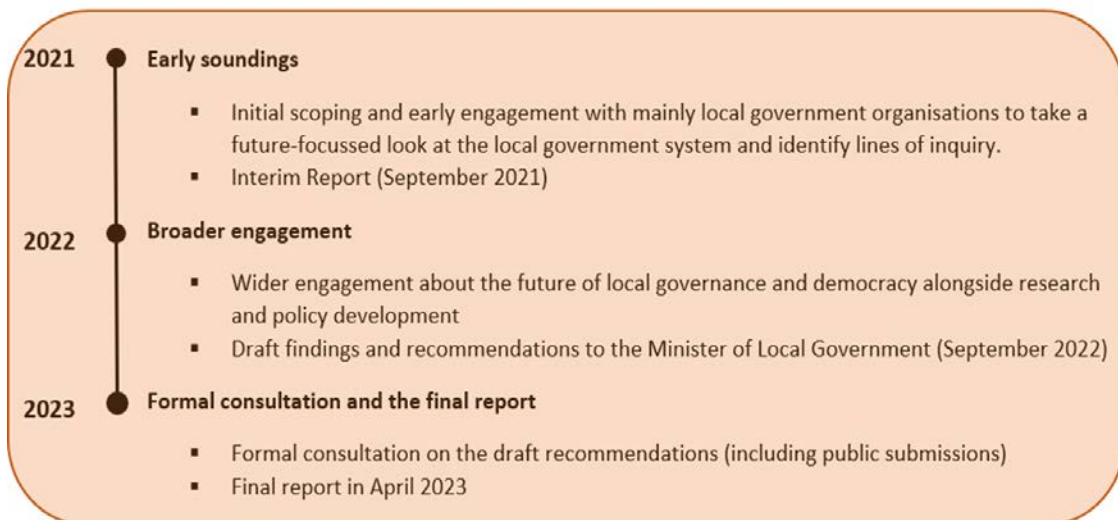 2021 Early soundings
▪ Initial scoping and early engagement with mainly local government organisations to take a
future-focussed look at the local government system and identify lines of inquiry.
▪ Interim Report (September 2021)
2022 Broader engagement
▪ Wider engagement about the future of local governance and democracy alongside research
and policy development
▪ Draft findings and recommendations to the Minister of Local Government (September 2022)
2023 Formal consultation and the final report
▪ Formal consultation on the draft recommendations (including public submissions)
▪ Final report in April 2023